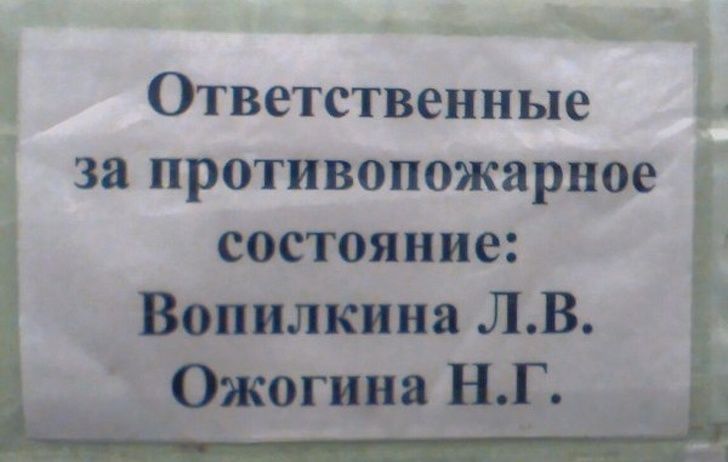 Ответственные
за противопожарное
состояние:
Вопилкина Л.В.
Ожогина Н.Г.